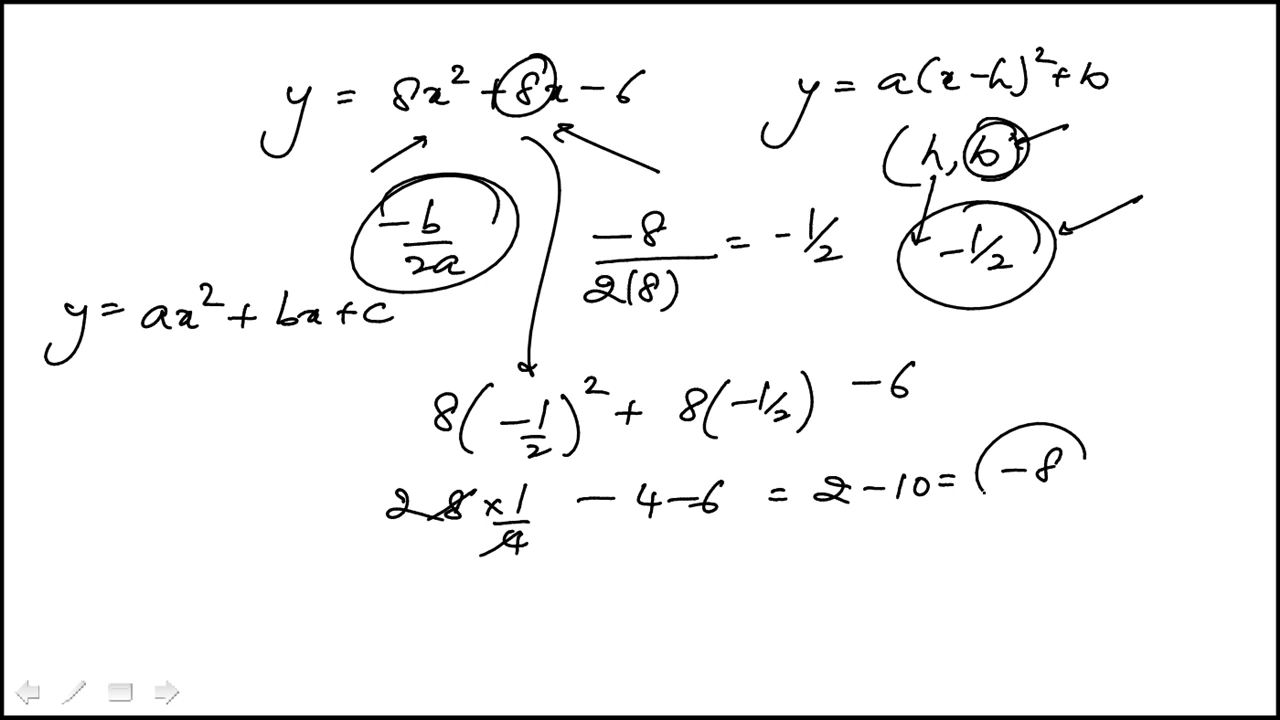 y = 8x² + 8x − 6
y = a(x − h)² + b
(h, b)
−b/2a
−8/2(8) = −1/2
−1/2
y = ax² + bx + c
8(−1/2)² + 8(−1/2) − 6
2 8 × 1/4 − 4 − 6 = 2 − 10 = −8